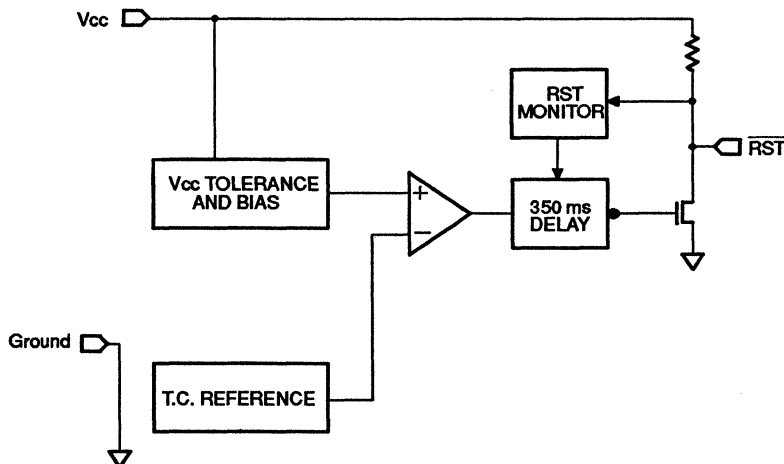 Vcc
RST
MONITOR
RST
Vcc TOLERANCE
AND BIAS
+
−
350 ms
DELAY
Ground
T.C. REFERENCE